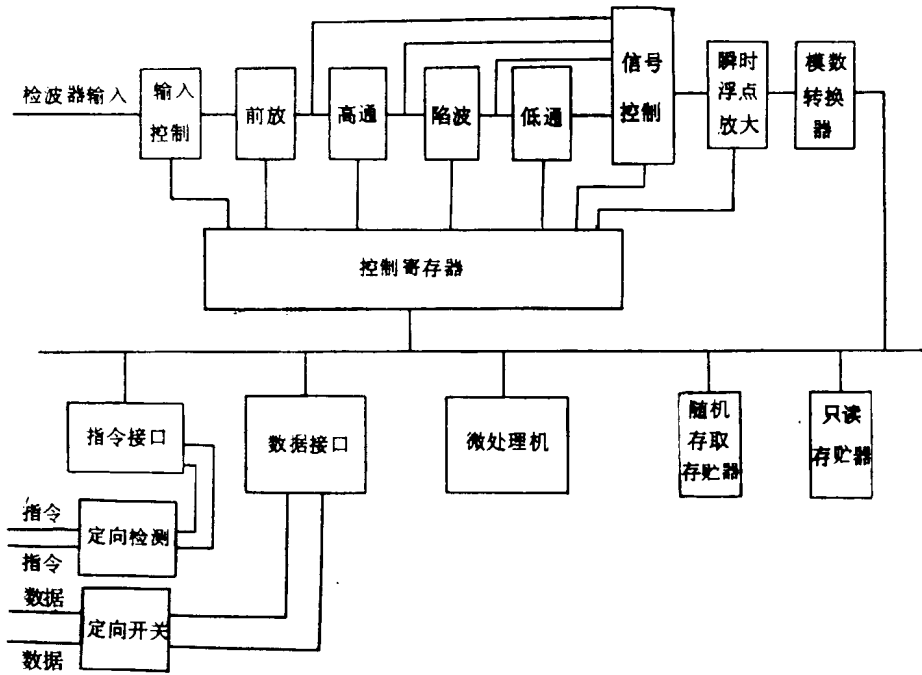 检波器输入
输入
控制
前放
高通
陷波
低通
信号
控制
瞬时
浮点
放大
模数
转换
器
控制寄存器
指令接口
数据接口
微处理机
随机
存取
存贮器
只读
存贮器
指令
定向检测
指令
数据
定向开关
数据